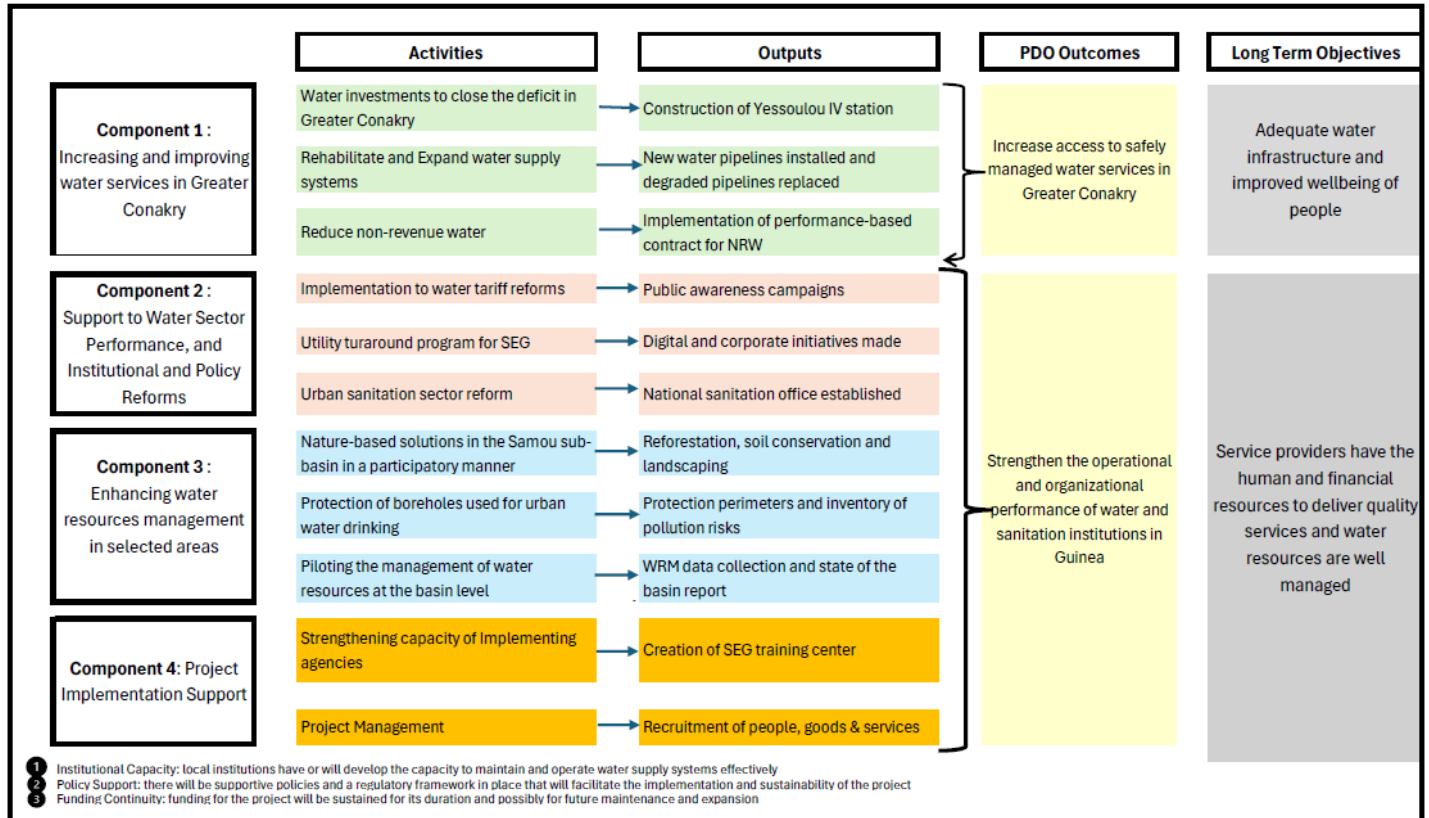 Activities
Outputs
PDO Outcomes
Long Term Objectives
Component 1 :
Increasing and improving
water services in Greater
Conakry
Water investments to close the deficit in
Greater Conakry
Construction of Yessoulou IV station
Rehabilitate and Expand water supply
systems
New water pipelines installed and
degraded pipelines replaced
Reduce non-revenue water
Implementation of performance-based
contract for NRW
Increase access to safely
managed water services in
Greater Conakry
Adequate water
infrastructure and
improved wellbeing of
people
Component 2 :
Support to Water Sector
Performance, and
Institutional and Policy
Reforms
Implementation to water tariff reforms
Public awareness campaigns
Utility turaround program for SEG
Digital and corporate initiatives made
Urban sanitation sector reform
National sanitation office established
Component 3 :
Enhancing water
resources management
in selected areas
Nature-based solutions in the Samou sub-
basin in a participatory manner
Reforestation, soil conservation and
landscaping
Protection of boreholes used for urban
water drinking
Protection perimeters and inventory of
pollution risks
Piloting the management of water
resources at the basin level
WRM data collection and state of the
basin report
Component 4: Project
Implementation Support
Strengthening capacity of Implementing
agencies
Creation of SEG training center
Project Management
Recruitment of people, goods & services
Strengthen the operational
and organizational
performance of water and
sanitation institutions in
Guinea
Service providers have the
human and financial
resources to deliver quality
services and water
resources are well
managed
1 Institutional Capacity: local institutions have or will develop the capacity to maintain and operate water supply systems effectively
2 Policy Support: there will be supportive policies and a regulatory framework in place that will facilitate the implementation and sustainability of the project
3 Funding Continuity: funding for the project will be sustained for its duration and possibly for future maintenance and expansion